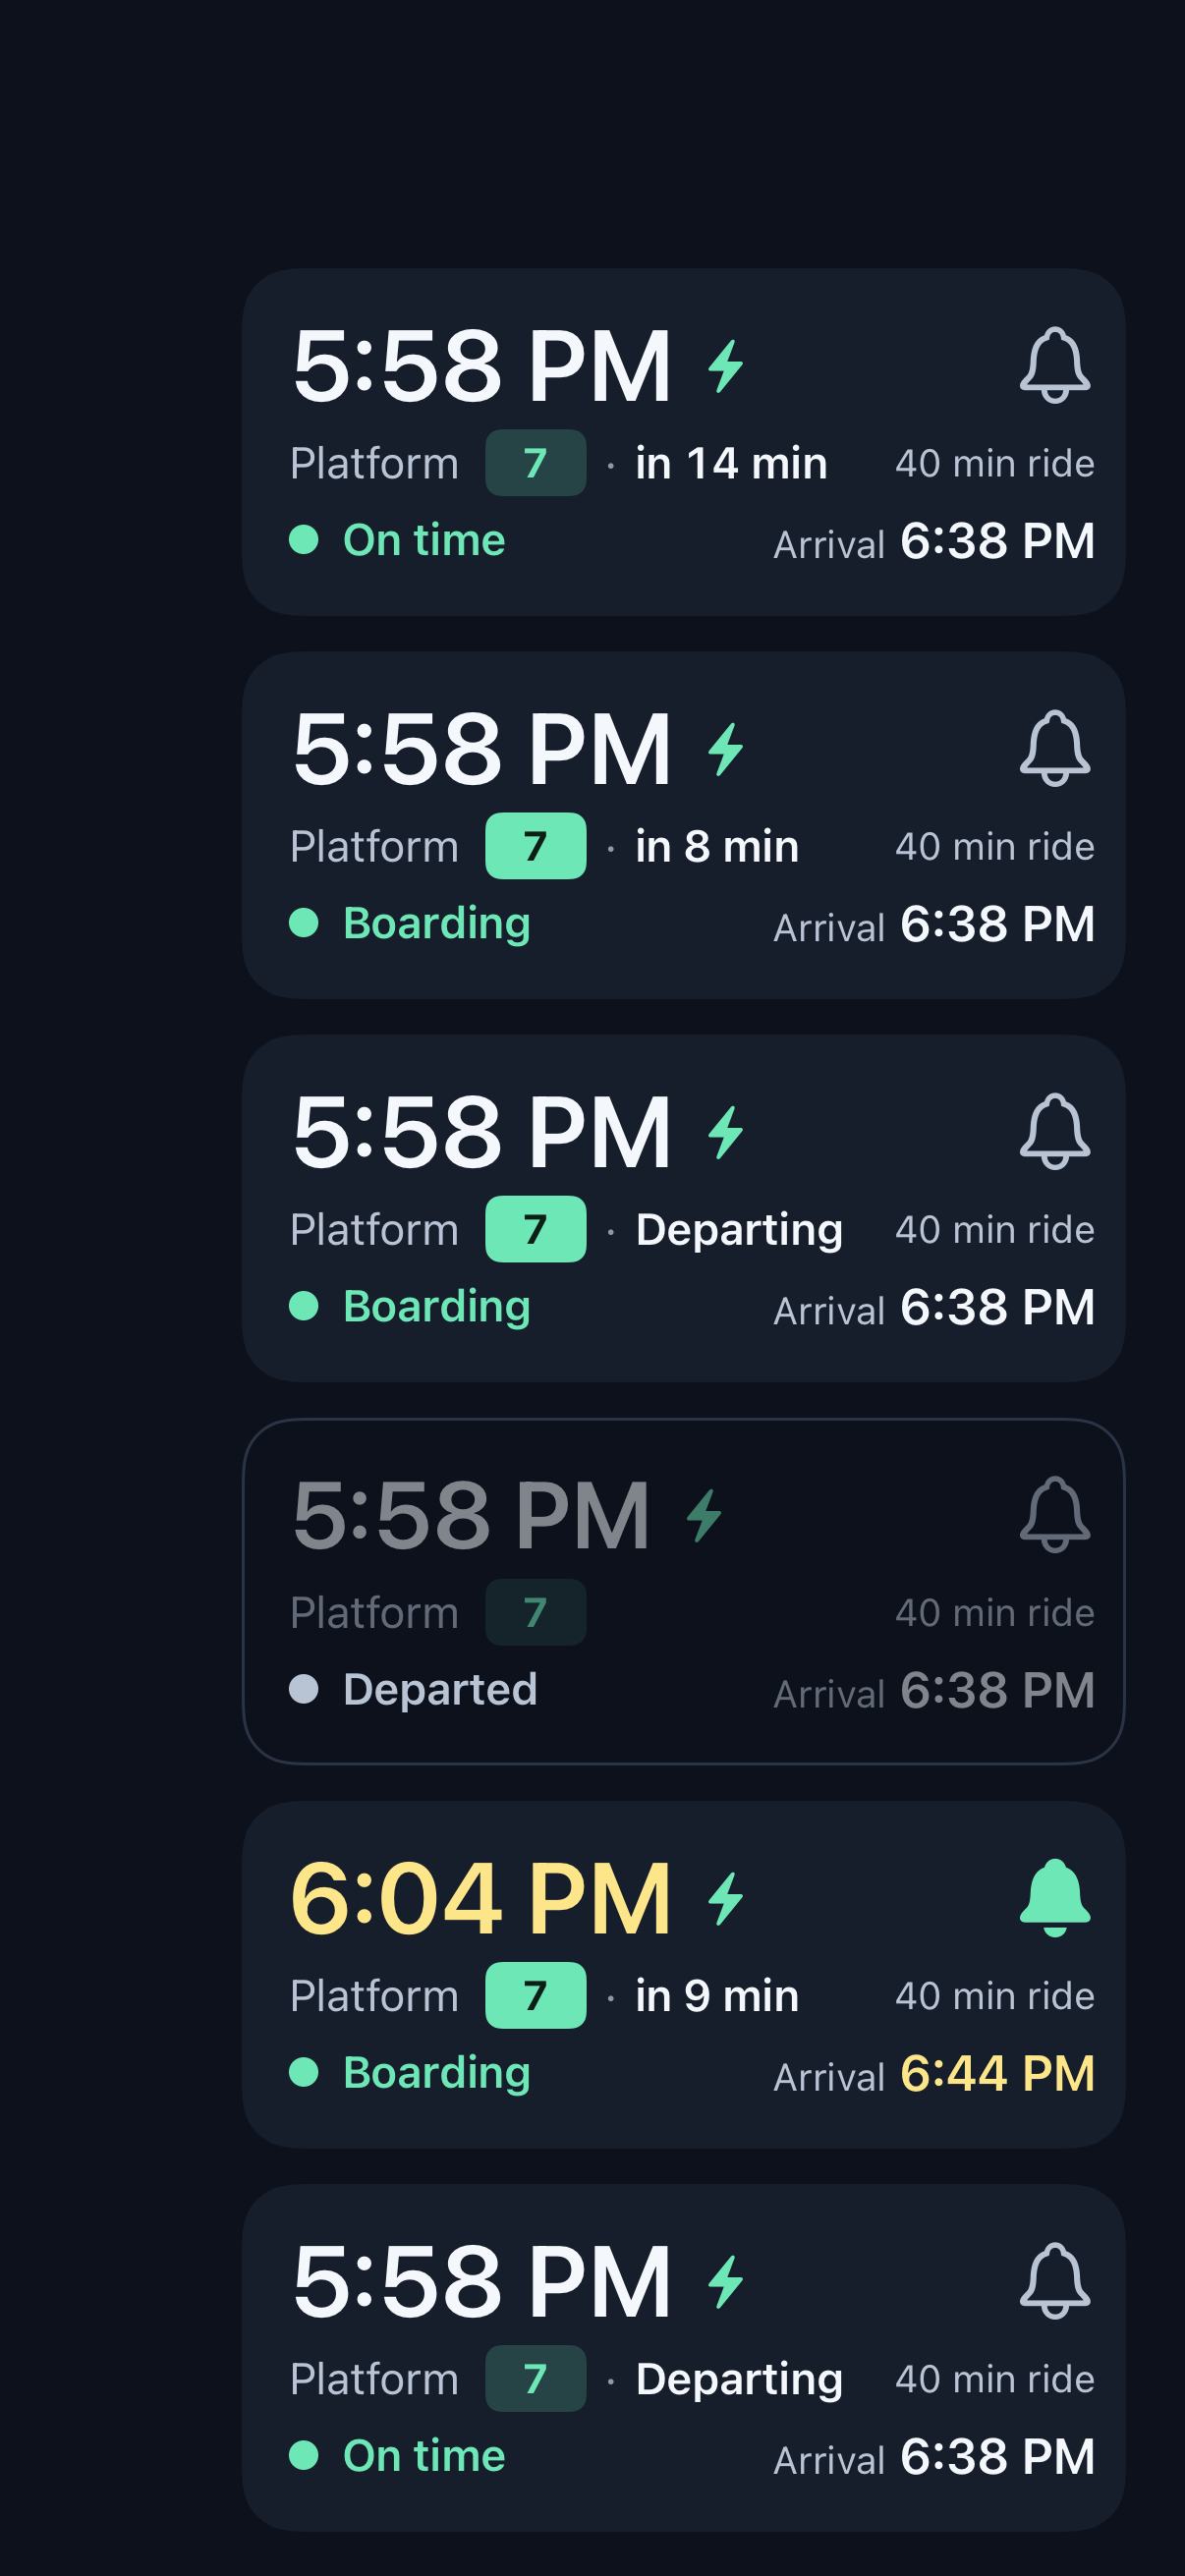 5:58 PM
Platform 7 · in 14 min 40 min ride
On time Arrival 6:38 PM
5:58 PM
Platform 7 · in 8 min 40 min ride
Boarding Arrival 6:38 PM
5:58 PM
Platform 7 · Departing 40 min ride
Boarding Arrival 6:38 PM
5:58 PM
Platform 7 40 min ride
Departed Arrival 6:38 PM
6:04 PM
Platform 7 · in 9 min 40 min ride
Boarding Arrival 6:44 PM
5:58 PM
Platform 7 · Departing 40 min ride
On time Arrival 6:38 PM